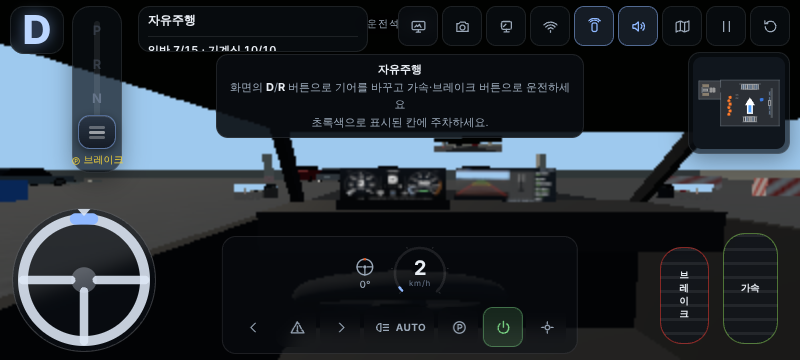 D
P
R
N
Ⓟ 브레이크
자유주행
일반 7/15 · 기계식 10/10
운전석
자유주행
화면의 D/R 버튼으로 기어를 바꾸고 가속·브레이크 버튼으로 운전하세
요
초록색으로 표시된 칸에 주차하세요.
0°
2
km/h
AUTO
P
브
레
이
크
가속